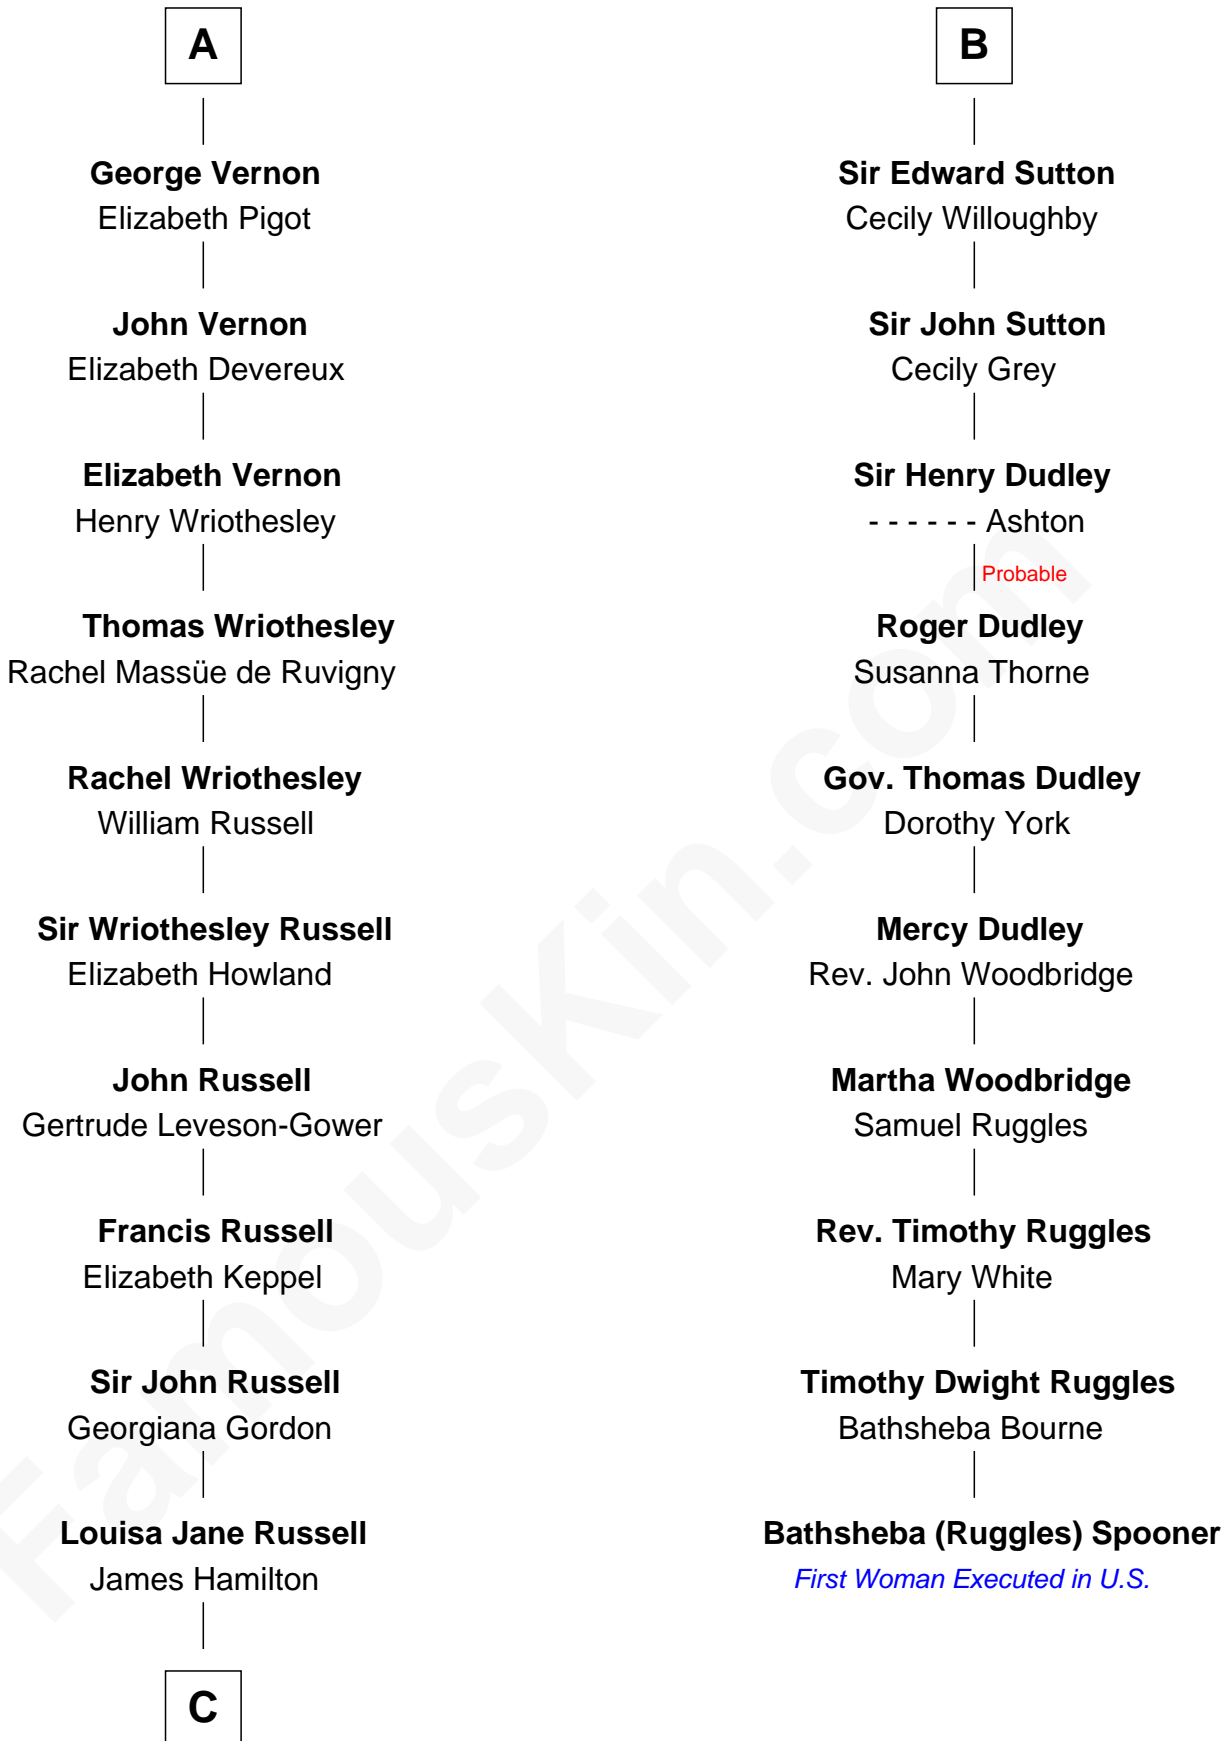 A
George Vernon
Elizabeth Pigot
John Vernon
Elizabeth Devereux
Elizabeth Vernon
Henry Wriothesley
Thomas Wriothesley
Rachel Massüe de Ruvigny
Rachel Wriothesley
William Russell
Sir Wriothesley Russell
Elizabeth Howland
John Russell
Gertrude Leveson-Gower
Francis Russell
Elizabeth Keppel
Sir John Russell
Georgiana Gordon
Louisa Jane Russell
James Hamilton
C
B
Sir Edward Sutton
Cecily Willoughby
Sir John Sutton
Cecily Grey
Sir Henry Dudley
- - - - - - Ashton
Probable
Roger Dudley
Susanna Thorne
Gov. Thomas Dudley
Dorothy York
Mercy Dudley
Rev. John Woodbridge
Martha Woodbridge
Samuel Ruggles
Rev. Timothy Ruggles
Mary White
Timothy Dwight Ruggles
Bathsheba Bourne
Bathsheba (Ruggles) Spooner
First Woman Executed in U.S.
FamousKin.com